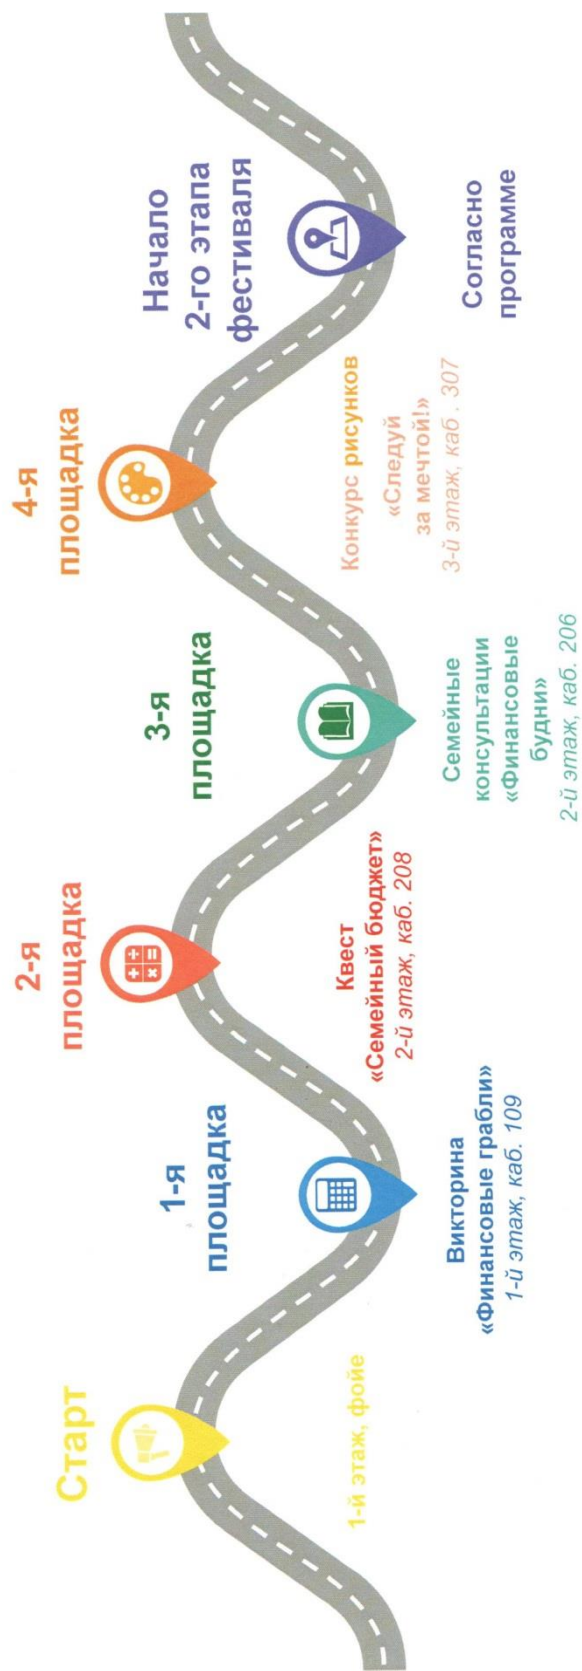 Старт
1-й этаж, фойе
1-я
площадка
Викторина
«Финансовые грабли»
1-й этаж, каб. 109
2-я
площадка
Квест
«Семейный бюджет»
2-й этаж, каб. 208
3-я
площадка
Семейные
консультации
«Финансовые
будни»
2-й этаж, каб. 206
4-я
площадка
Конкурс рисунков
«Следуй
за мечтой!»
3-й этаж, каб . 307
Начало
2-го этапа
фестиваля
Согласно
программе